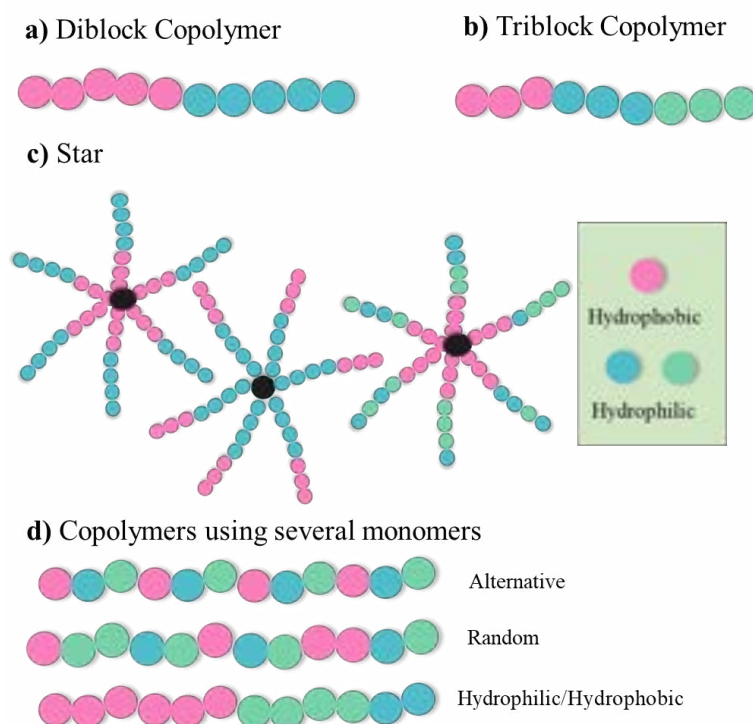 a) Diblock Copolymer
b) Triblock Copolymer
c) Star
Hydrophobic
Hydrophilic
d) Copolymers using several monomers
Alternative
Random
Hydrophilic/Hydrophobic